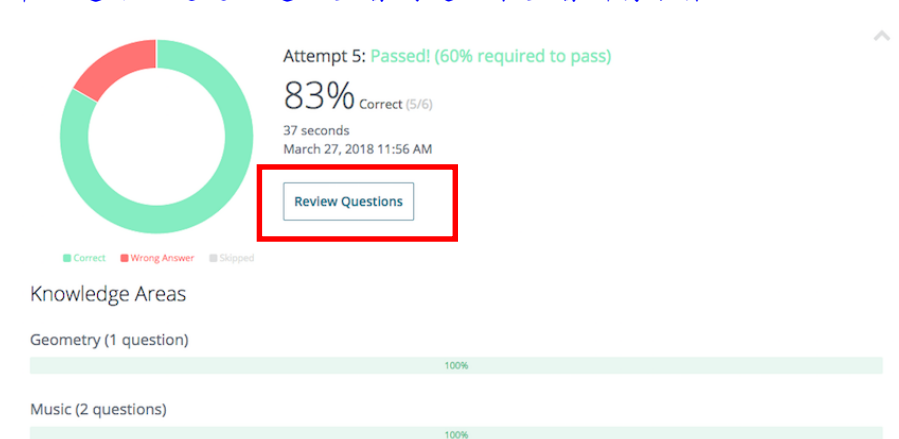 Attempt 5: Passed! (60% required to pass)
83% Correct (5/6)
37 seconds
March 27, 2018 11:56 AM
Review Questions
Correct Wrong Answer Skipped
Knowledge Areas
Geometry (1 question)
100%
Music (2 questions)
100%